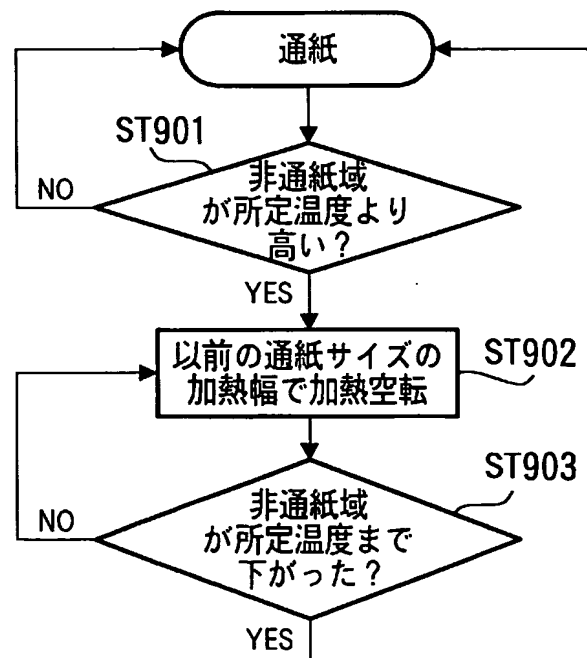 通紙
ST901
非通紙域
が所定温度より
高い？
NO
YES
以前の通紙サイズの
加熱幅で加熱空転
ST902
ST903
非通紙域
が所定温度まで
下がった？
NO
YES